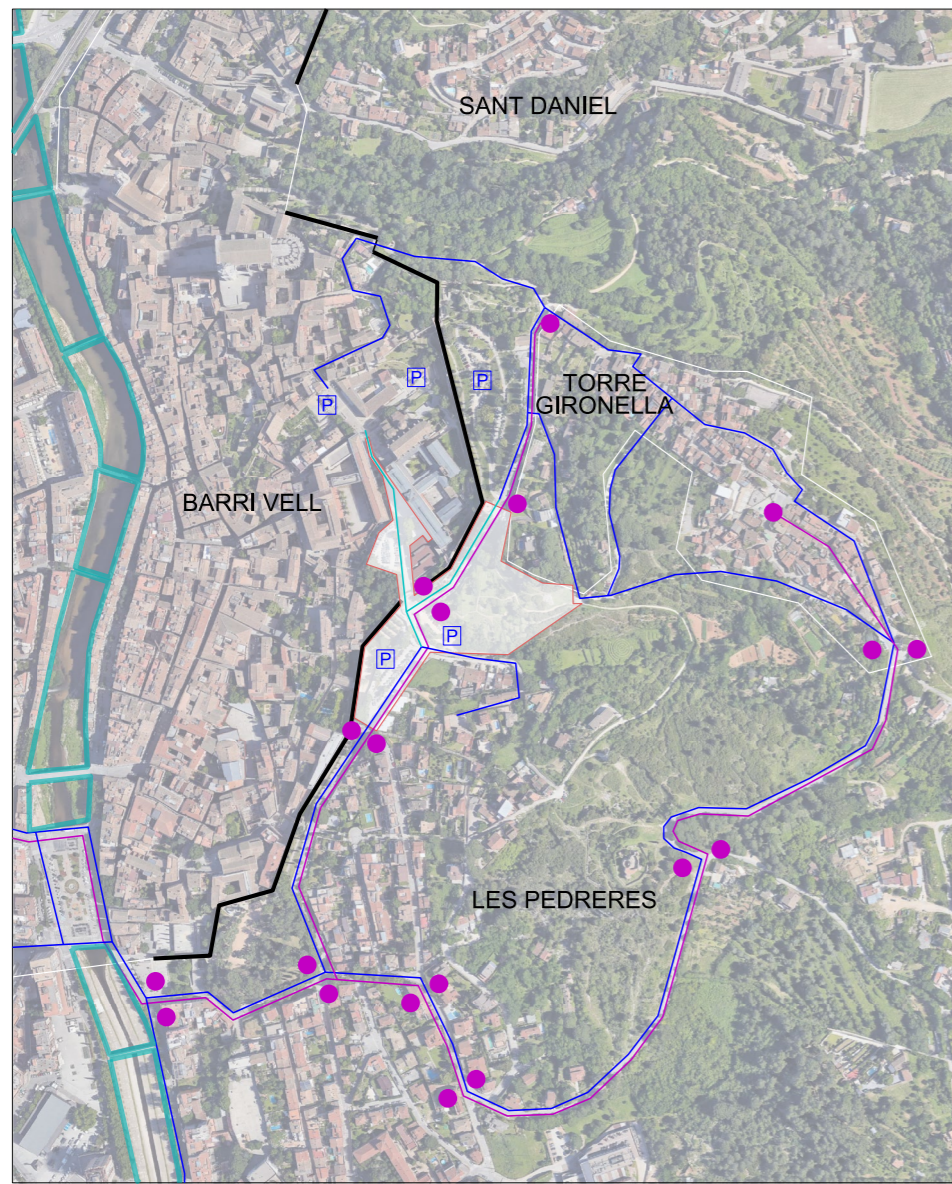 SANT DANIEL
TORRE
GIRONELLA
P
P
P
BARRI VELL
P
P
LES PEDRERES